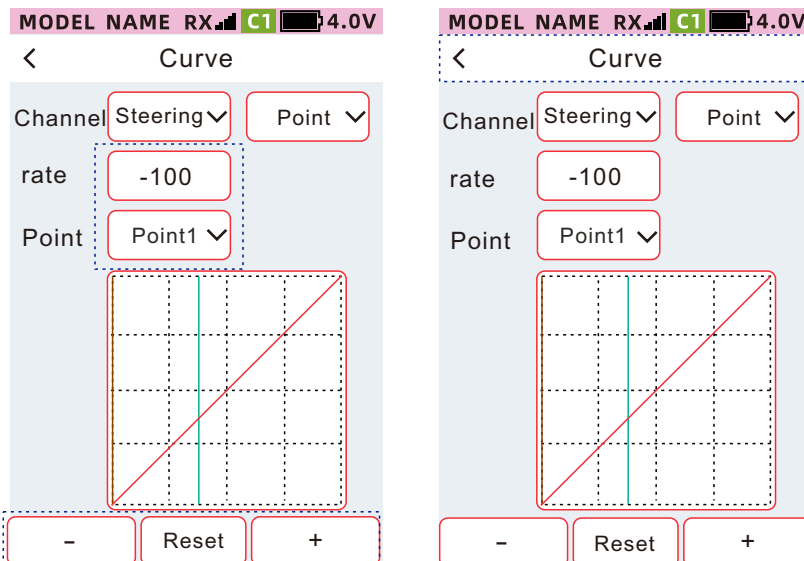 MODEL NAME RX C1 4.0V
Curve
Channel Steering Point
rate -100
Point Point1
- Reset +
MODEL NAME RX C1 4.0V
Curve
Channel Steering Point
rate -100
Point Point1
- Reset +